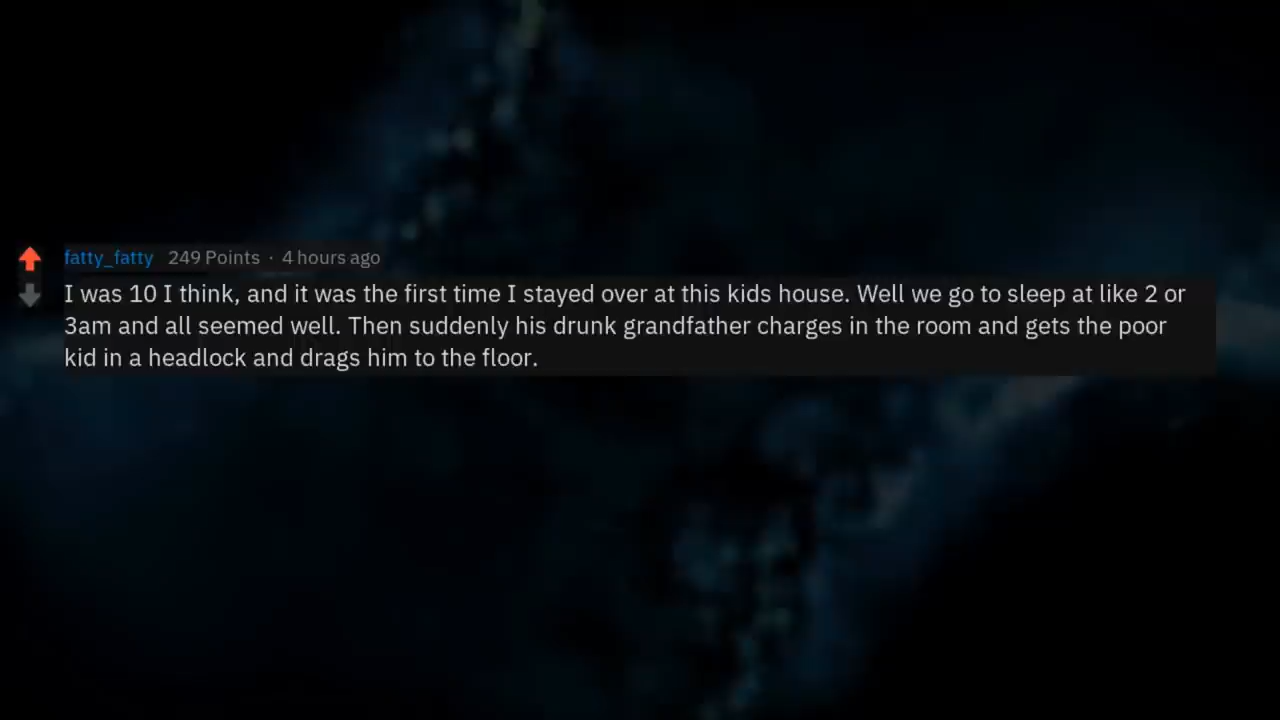 fatty_fatty 249 Points · 4 hours ago
I was 10 I think, and it was the first time I stayed over at this kids house. Well we go to sleep at like 2 or
3am and all seemed well. Then suddenly his drunk grandfather charges in the room and gets the poor
kid in a headlock and drags him to the floor.